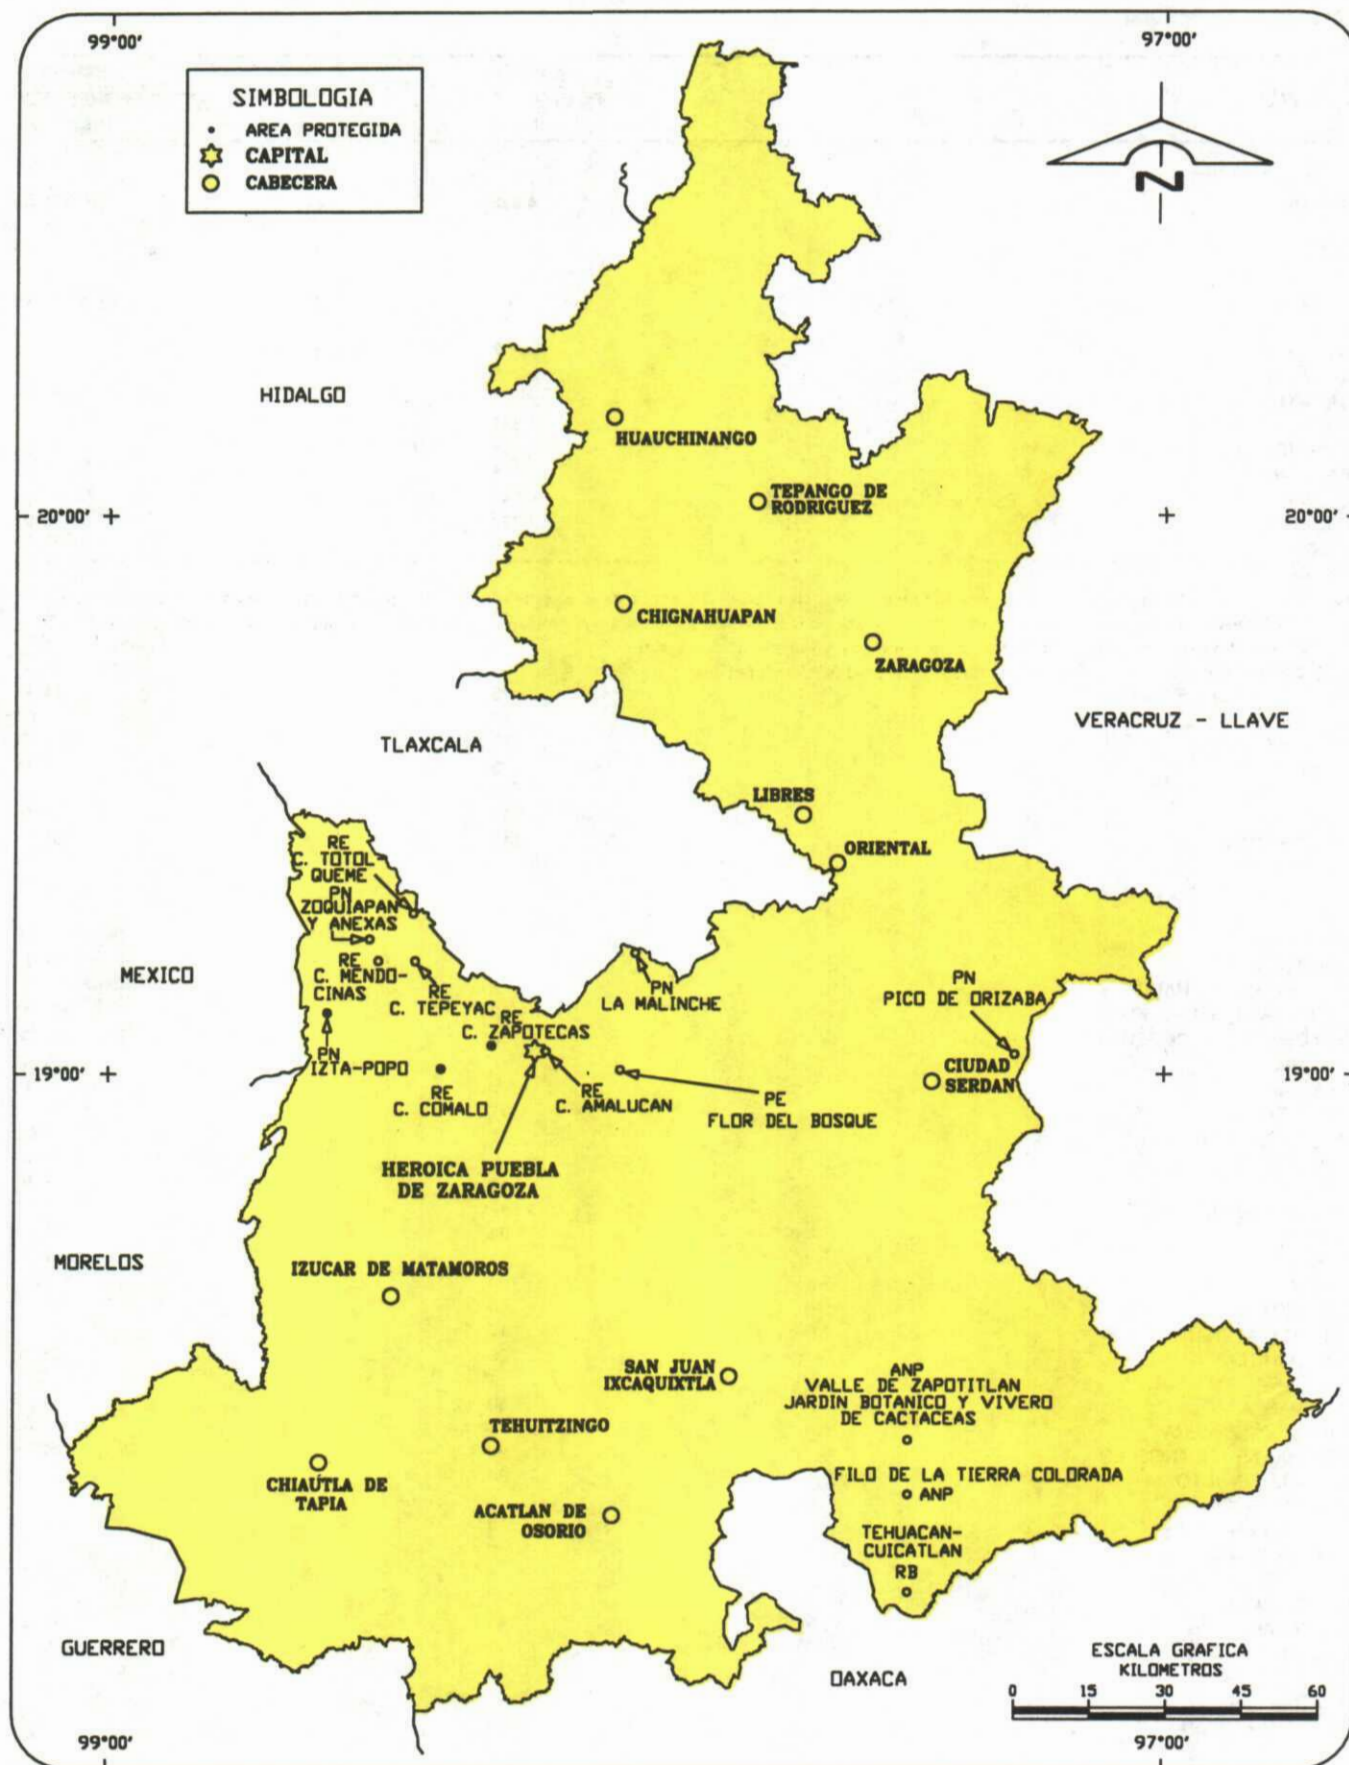 99°00'
97°00'
SIMBOLOGIA
AREA PROTEGIDA
CAPITAL
CABECERA
N
HIDALGO
HUAUCHINANGO
TEPANGO DE
RODRIGUEZ
20°00'
20°00'
CHIGNAHUAPAN
ZARAGOZA
VERACRUZ - LLAVE
TLAXCALA
LIBRES
ORIENTAL
RE
C. TOTOL-
QUEME
PN
ZOQUIAPAN
Y ANEXAS
MEXICO
RE
C. MENDO-
CINAS
RE
C. TEPEYAC
PN
LA MALINCHE
PN
PICO DE ORIZABA
RE
C. ZAPOTECAS
PN
IZTA-POPO
19°00'
CIUDAD
SERDAN
19°00'
RE
C. COMALO
RE
C. AMALUCAN
PE
FLOR DEL BOSQUE
HEROICA PUEBLA
DE ZARAGOZA
MORELOS
IZUCAR DE MATAMOROS
SAN JUAN
IXCAQUIXTLA
ANP
VALLE DE ZAPOTITLAN
JARDIN BOTANICO Y VIVERO
DE CACTACEAS
TEHUITZINGO
CHIAUTLA DE
TAPIA
FILO DE LA TIERRA COLORADA
ANP
ACATLAN DE
OSORIO
TEHUACAN-
CUICATLAN
RB
GUERRERO
OAXACA
ESCALA GRAFICA
KILOMETROS
0 15 30 45 60
99°00'
97°00'